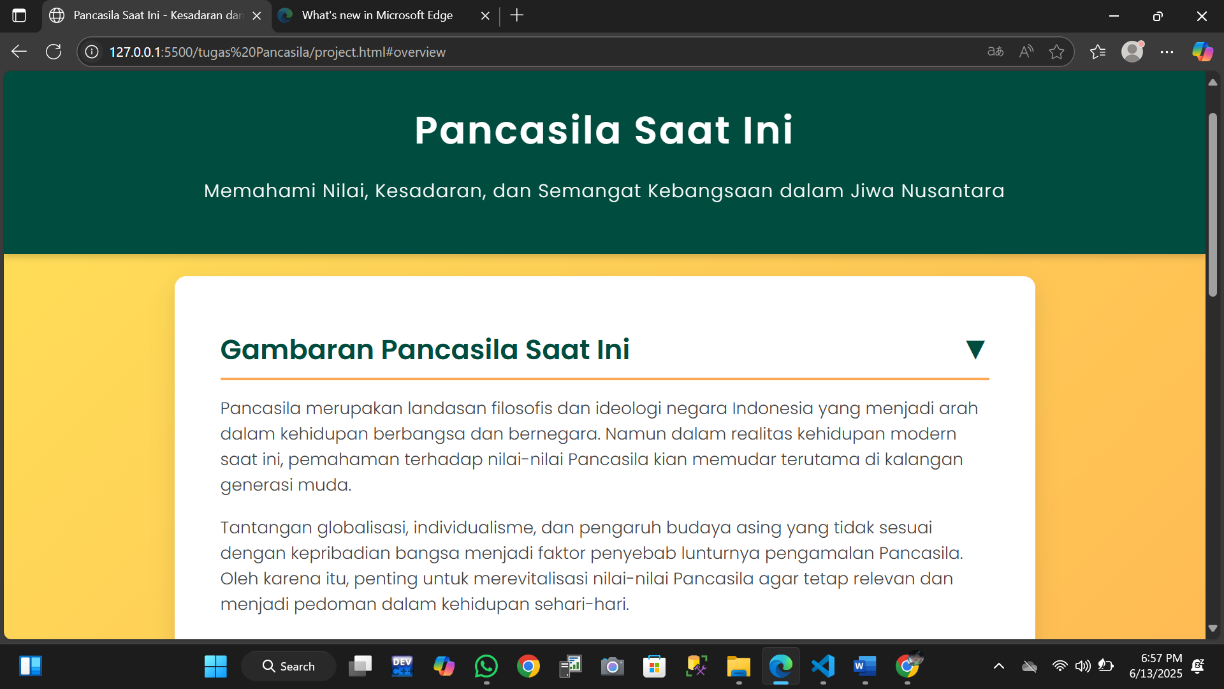 Pancasila Saat Ini - Kesadaran dan
What's new in Microsoft Edge
127.0.0.1:5500/tugas%20Pancasila/project.html#overview
Pancasila Saat Ini
Memahami Nilai, Kesadaran, dan Semangat Kebangsaan dalam Jiwa Nusantara
Gambaran Pancasila Saat Ini ▼
Pancasila merupakan landasan filosofis dan ideologi negara Indonesia yang menjadi arah
dalam kehidupan berbangsa dan bernegara. Namun dalam realitas kehidupan modern
saat ini, pemahaman terhadap nilai-nilai Pancasila kian memudar terutama di kalangan
generasi muda.
Tantangan globalisasi, individualisme, dan pengaruh budaya asing yang tidak sesuai
dengan kepribadian bangsa menjadi faktor penyebab lunturnya pengamalan Pancasila.
Oleh karena itu, penting untuk merevitalisasi nilai-nilai Pancasila agar tetap relevan dan
menjadi pedoman dalam kehidupan sehari-hari.
Search
DEV
6:57 PM
6/13/2025